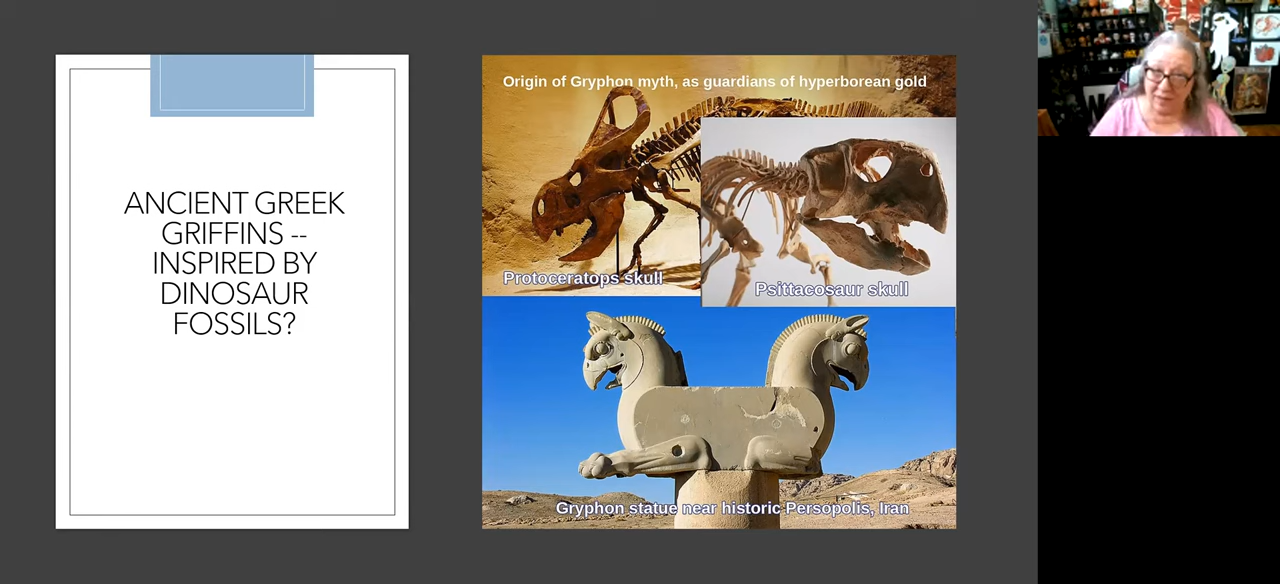 ANCIENT GREEK
GRIFFINS --
INSPIRED BY
DINOSAUR
FOSSILS?
Origin of Gryphon myth, as guardians of hyperborean gold
Protoceratops skull
Psittacosaur skull
Gryphon statue near historic Persopolis, Iran